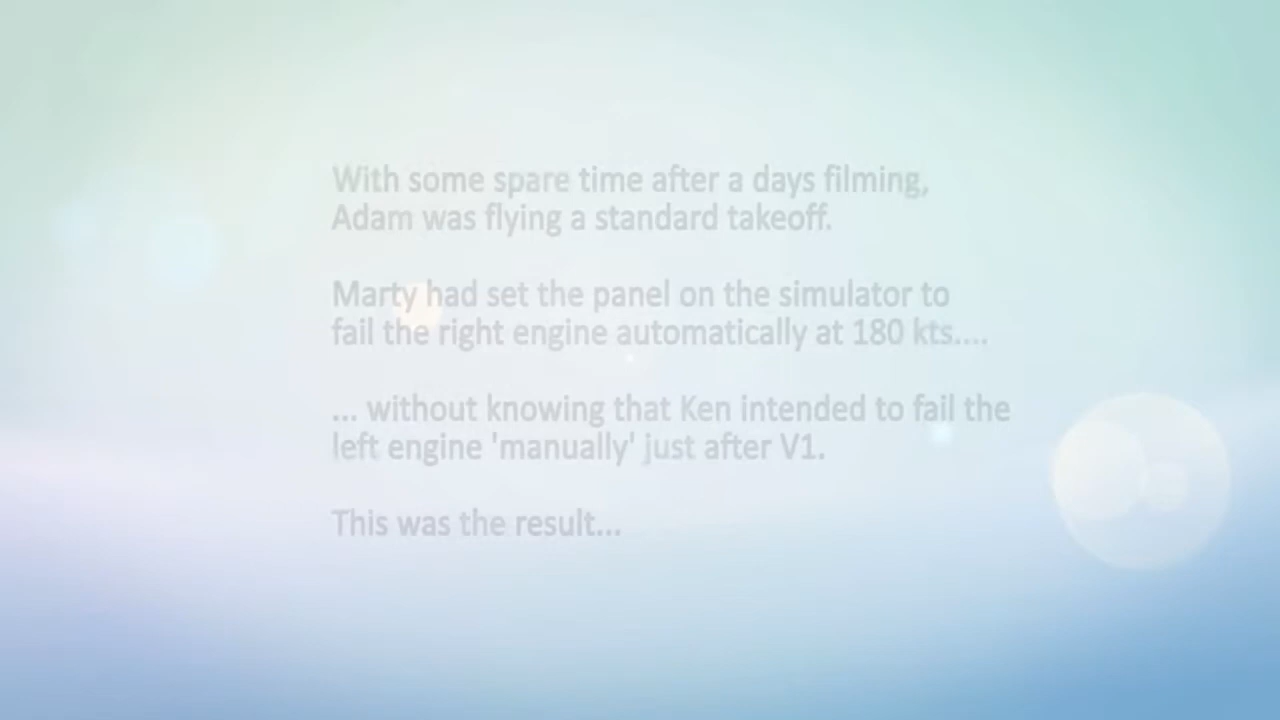 With some spare time after a days filming,
Adam was flying a standard takeoff.
Marty had set the panel on the simulator to
fail the right engine automatically at 180 kts....
... without knowing that Ken intended to fail the
left engine 'manually' just after V1.
This was the result...